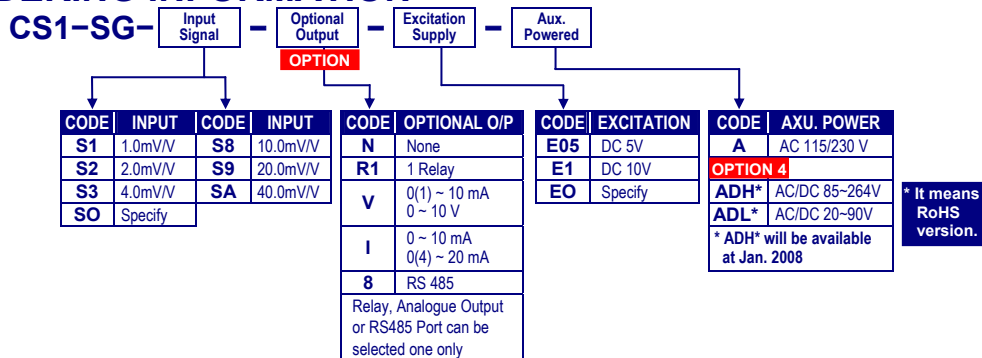 CS1−SG− Input Signal − Optional Output − Excitation Supply − Aux. Powered
OPTION
CODE INPUT CODE INPUT
S1 1.0mV/V S8 10.0mV/V
S2 2.0mV/V S9 20.0mV/V
S3 4.0mV/V SA 40.0mV/V
SO Specify
CODE OPTIONAL O/P
N None
R1 1 Relay
V 0(1) ~ 10 mA
0 ~ 10 V
I 0 ~ 10 mA
0(4) ~ 20 mA
8 RS 485
Relay, Analogue Output
or RS485 Port can be
selected one only
CODE EXCITATION
E05 DC 5V
E1 DC 10V
EO Specify
CODE AXU. POWER
A AC 115/230 V
OPTION 4
ADH* AC/DC 85~264V
ADL* AC/DC 20~90V
* ADH* will be available
at Jan. 2008
* It means
RoHS
version.